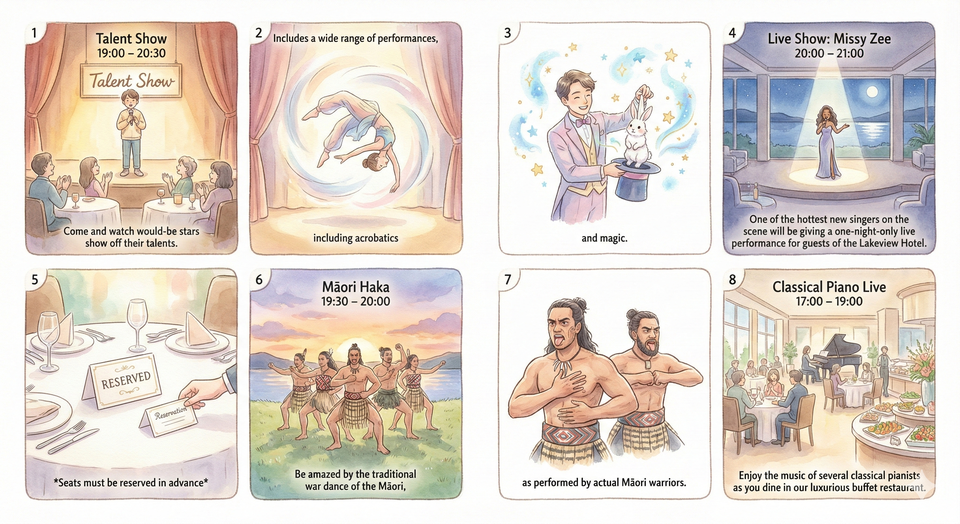 1
Talent Show
19:00 – 20:30
Talent Show
Come and watch would-be stars
show off their talents.
2
Includes a wide range of performances,
including acrobatics
3
and magic.
4
Live Show: Missy Zee
20:00 – 21:00
One of the hottest new singers on the
scene will be giving a one-night-only live
performance for guests of the Lakeview Hotel.
5
RESERVED
Reservation
*Seats must be reserved in advance*
6
Māori Haka
19:30 – 20:00
Be amazed by the traditional
war dance of the Māori,
7
as performed by actual Māori warriors.
8
Classical Piano Live
17:00 – 19:00
Enjoy the music of several classical pianists
as you dine in our luxurious buffet restaurant.